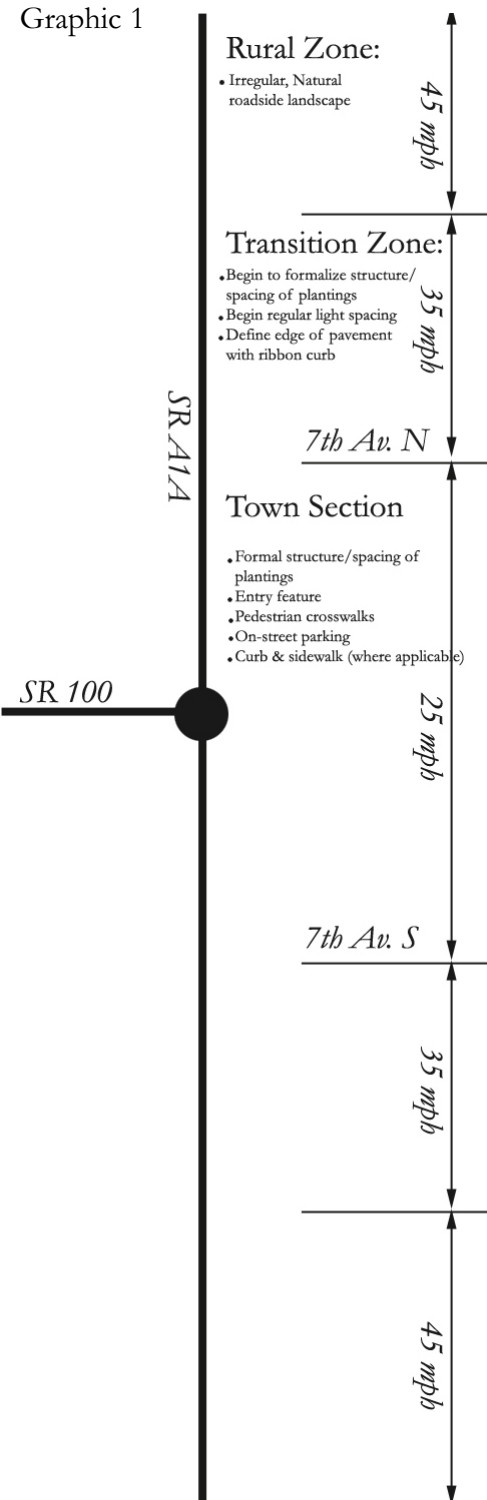 Graphic 1
Rural Zone:
• Irregular, Natural
roadside landscape
45 mph
Transition Zone:
• Begin to formalize structure/
spacing of plantings
• Begin regular light spacing
• Define edge of pavement
with ribbon curb
35 mph
SR A1A
7th Av. N
Town Section
• Formal structure/spacing of
plantings
• Entry feature
• Pedestrian crosswalks
• On-street parking
• Curb & sidewalk (where applicable)
SR 100
25 mph
7th Av. S
35 mph
45 mph